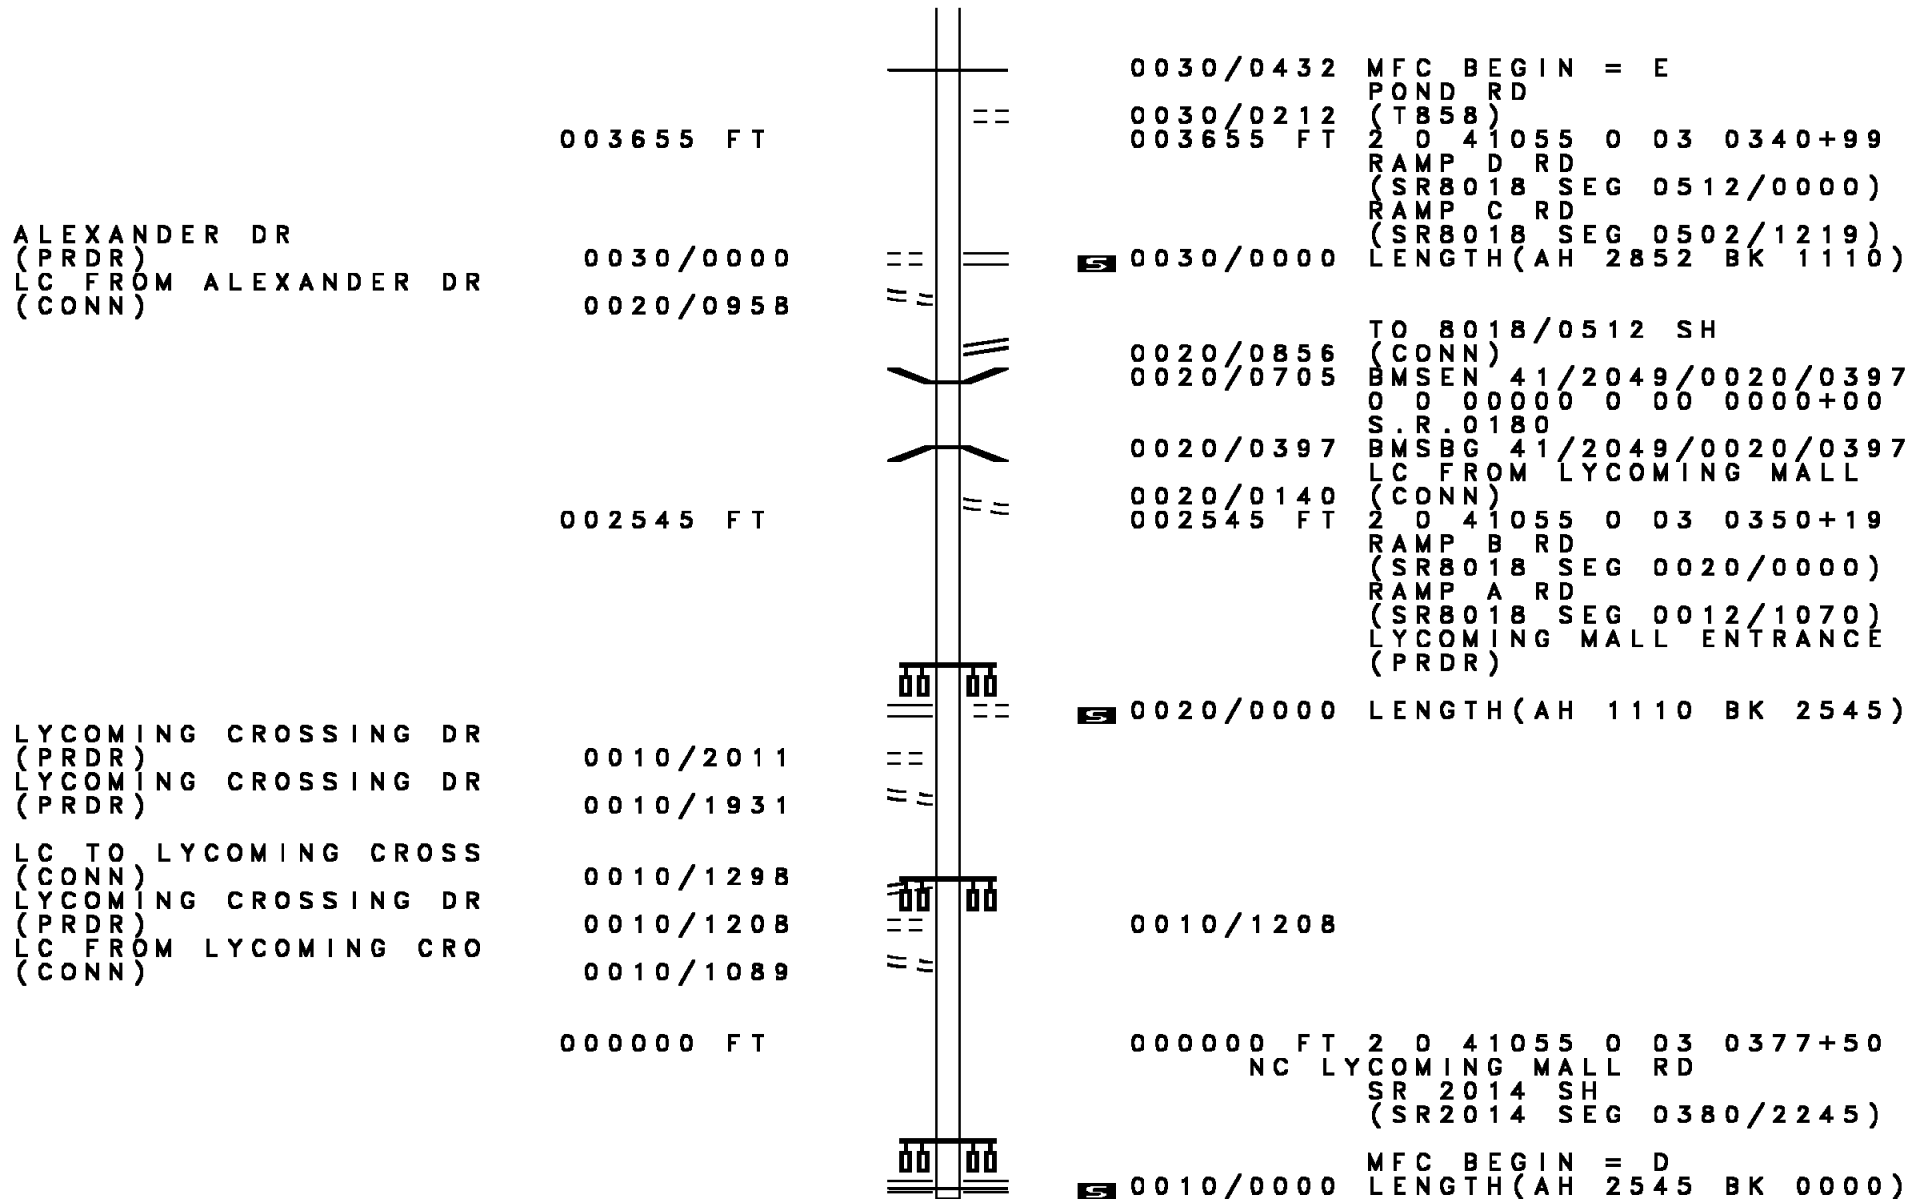 0030/0432 MFC BEGIN = E
POND RD
0030/0212 (T858)
003655 FT 003655 FT 2 0 41055 0 03 0340+99
RAMP D RD
(SR8018 SEG 0512/0000)
RAMP C RD
ALEXANDER DR (SR8018 SEG 0502/1219)
(PRDR) 0030/0000 S 0030/0000 LENGTH(AH 2852 BK 1110)
LC FROM ALEXANDER DR
(CONN) 0020/0958
TO 8018/0512 SH
0020/0856 (CONN)
0020/0705 BMSEN 41/2049/0020/0397
0 0 00000 0 00 0000+00
S.R.0180
0020/0397 BMSBG 41/2049/0020/0397
LC FROM LYCOMING MALL
0020/0140 (CONN)
002545 FT 002545 FT 2 0 41055 0 03 0350+19
RAMP B RD
(SR8018 SEG 0020/0000)
RAMP A RD
(SR8018 SEG 0012/1070)
LYCOMING MALL ENTRANCE
(PRDR)
S 0020/0000 LENGTH(AH 1110 BK 2545)
LYCOMING CROSSING DR
(PRDR) 0010/2011
LYCOMING CROSSING DR
(PRDR) 0010/1931
LC TO LYCOMING CROSS
(CONN) 0010/1298
LYCOMING CROSSING DR
(PRDR) 0010/1208 0010/1208
LC FROM LYCOMING CRO
(CONN) 0010/1089
000000 FT 000000 FT 2 0 41055 0 03 0377+50
NC LYCOMING MALL RD
SR 2014 SH
(SR2014 SEG 0380/2245)
MFC BEGIN = D
S 0010/0000 LENGTH(AH 2545 BK 0000)